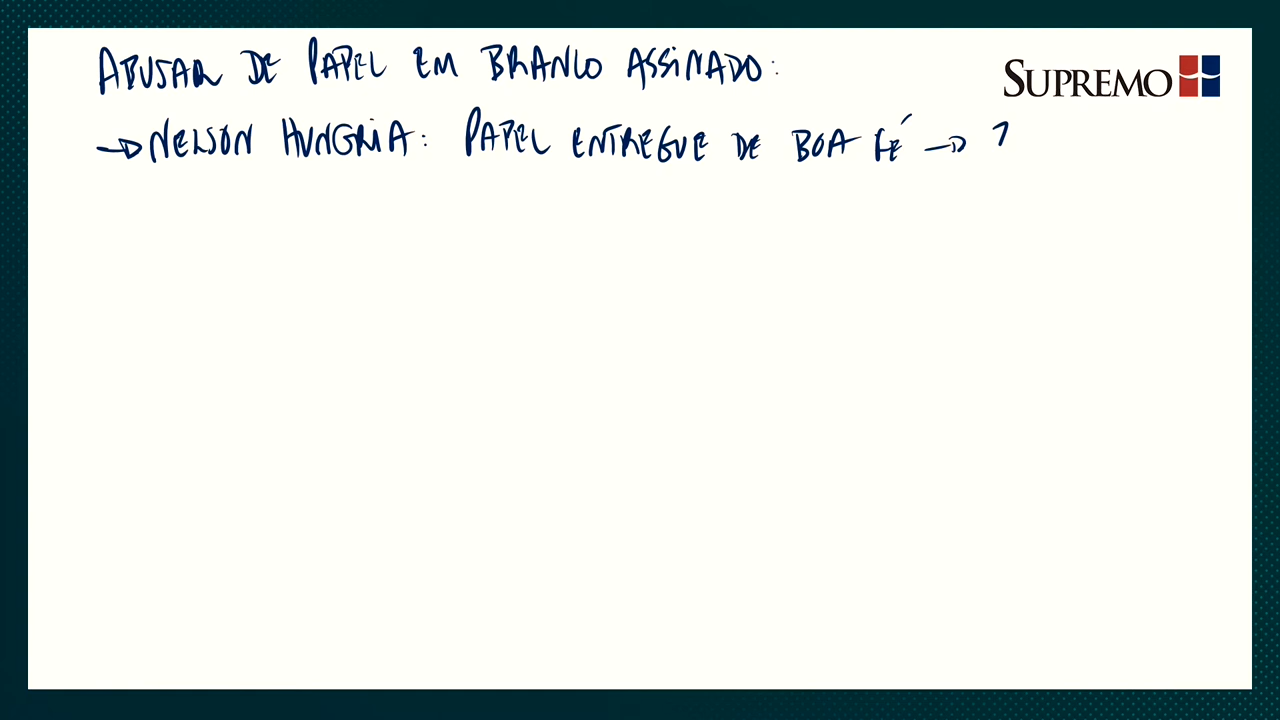 ABUSAR DE PAPEL EM BRANCO ASSINADO:
SUPREMO
→ NELSON HUNGRIA: PAPEL ENTREGUE DE BOA FÉ →